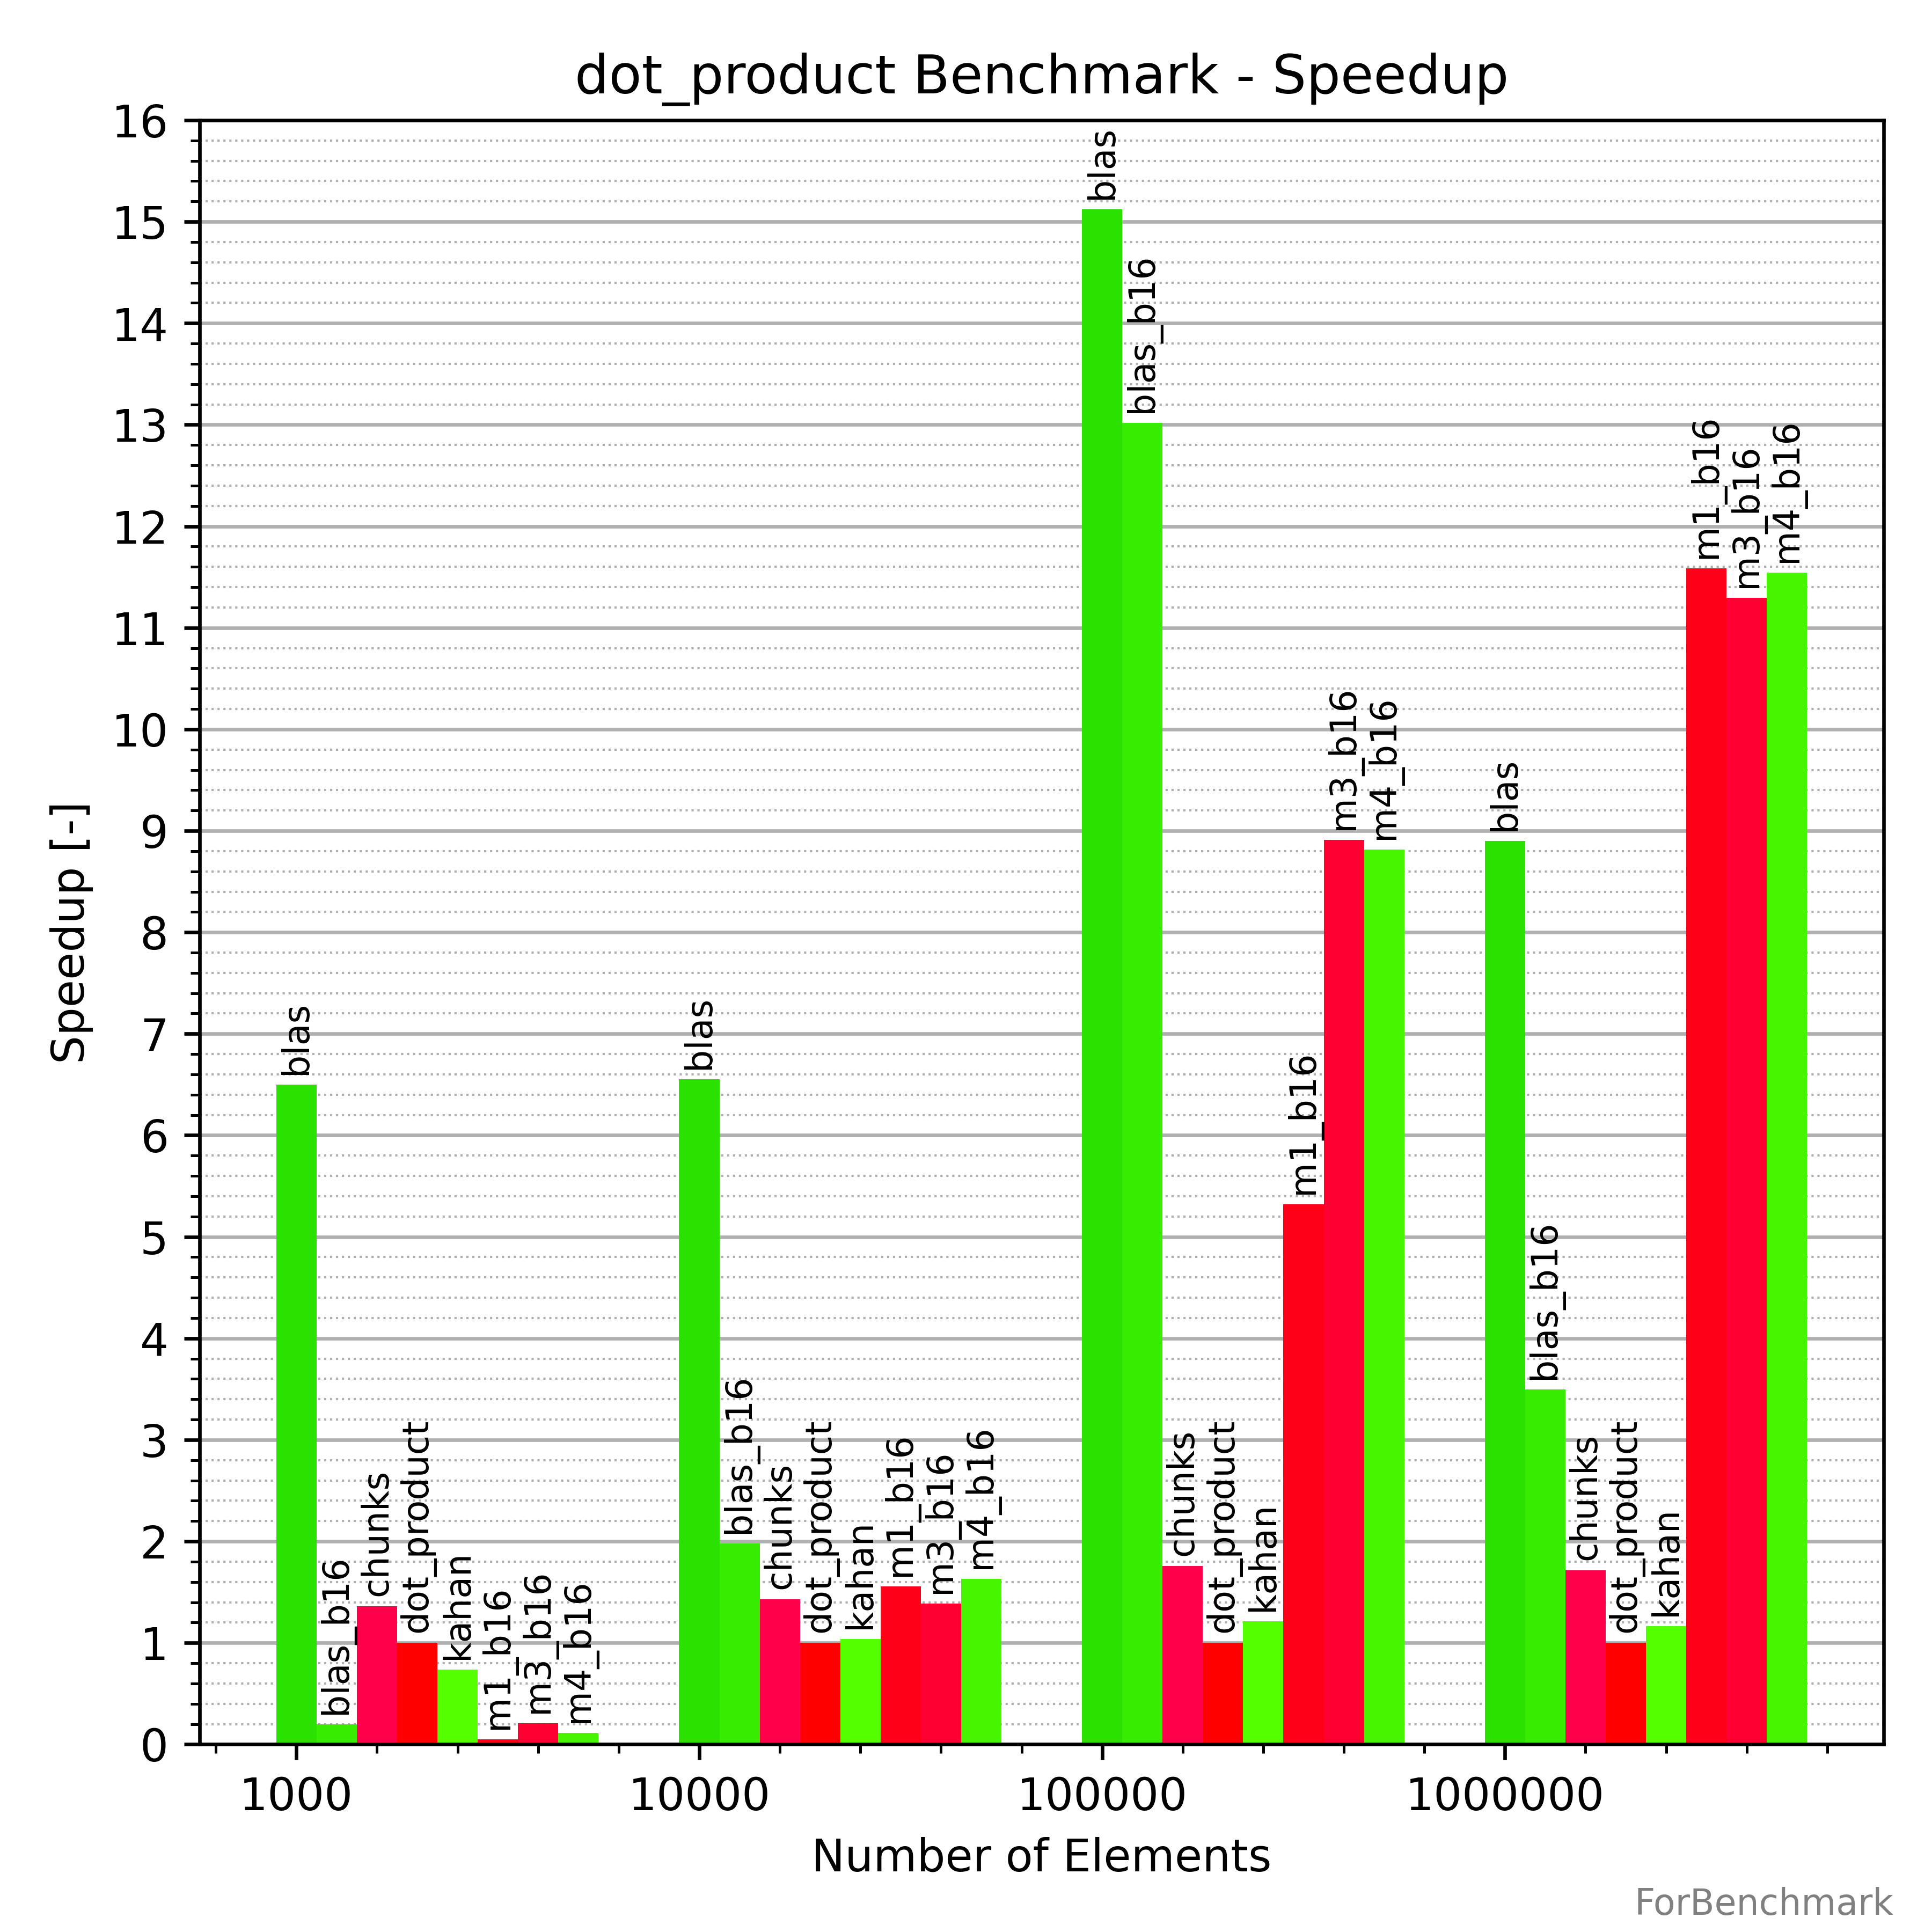 dot_product Benchmark - Speedup
Speedup [-]
16
15
14
13
12
11
10
9
8
7
6
5
4
3
2
1
0
blas
blas_b16
chunks
dot_product
kahan
m1_b16
m3_b16
m4_b16
blas
blas_b16
chunks
dot_product
kahan
m1_b16
m3_b16
m4_b16
blas
blas_b16
chunks
dot_product
kahan
m1_b16
m3_b16
m4_b16
blas
blas_b16
chunks
dot_product
kahan
m1_b16
m3_b16
m4_b16
1000
10000
100000
1000000
Number of Elements
ForBenchmark